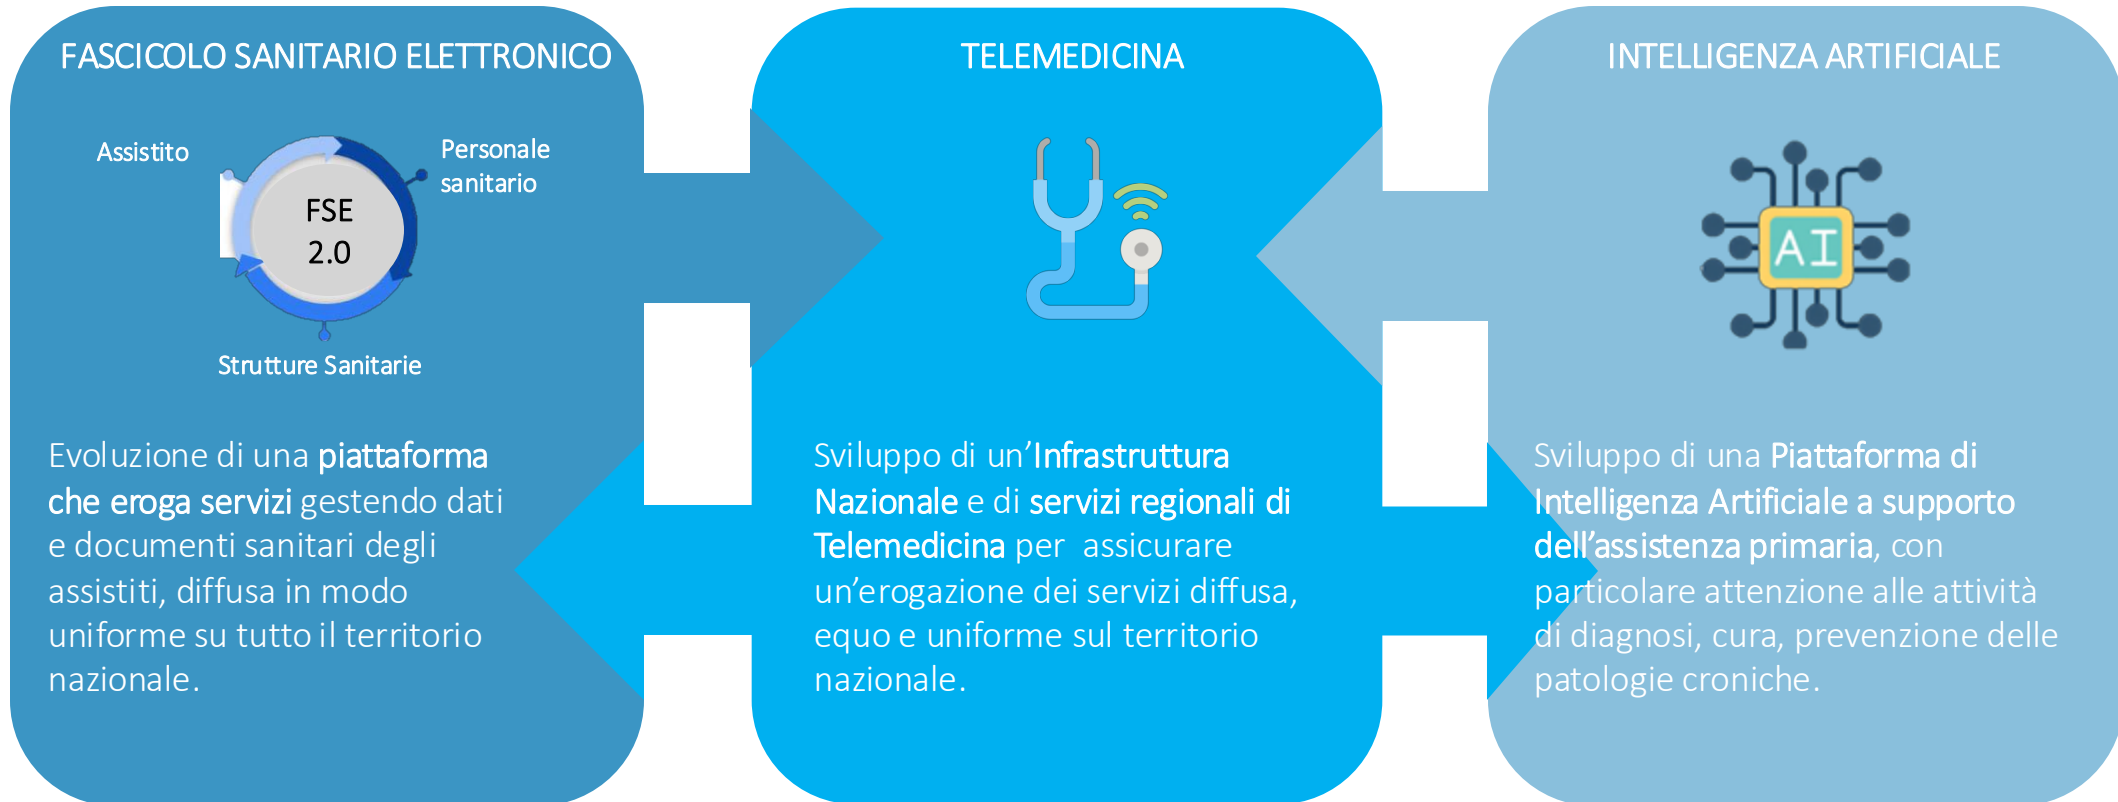 FASCICOLO SANITARIO ELETTRONICO
Assistito
Personale
sanitario
FSE
2.0
Strutture Sanitarie
Evoluzione di una piattaforma
che eroga servizi gestendo dati
e documenti sanitari degli
assistiti, diffusa in modo
uniforme su tutto il territorio
nazionale.
TELEMEDICINA
Sviluppo di un’Infrastruttura
Nazionale e di servizi regionali di
Telemedicina per  assicurare
un’erogazione dei servizi diffusa,
equo e uniforme sul territorio
nazionale.
INTELLIGENZA ARTIFICIALE
AI
Sviluppo di una Piattaforma di
Intelligenza Artificiale a supporto
dell’assistenza primaria, con
particolare attenzione alle attività
di diagnosi, cura, prevenzione delle
patologie croniche.